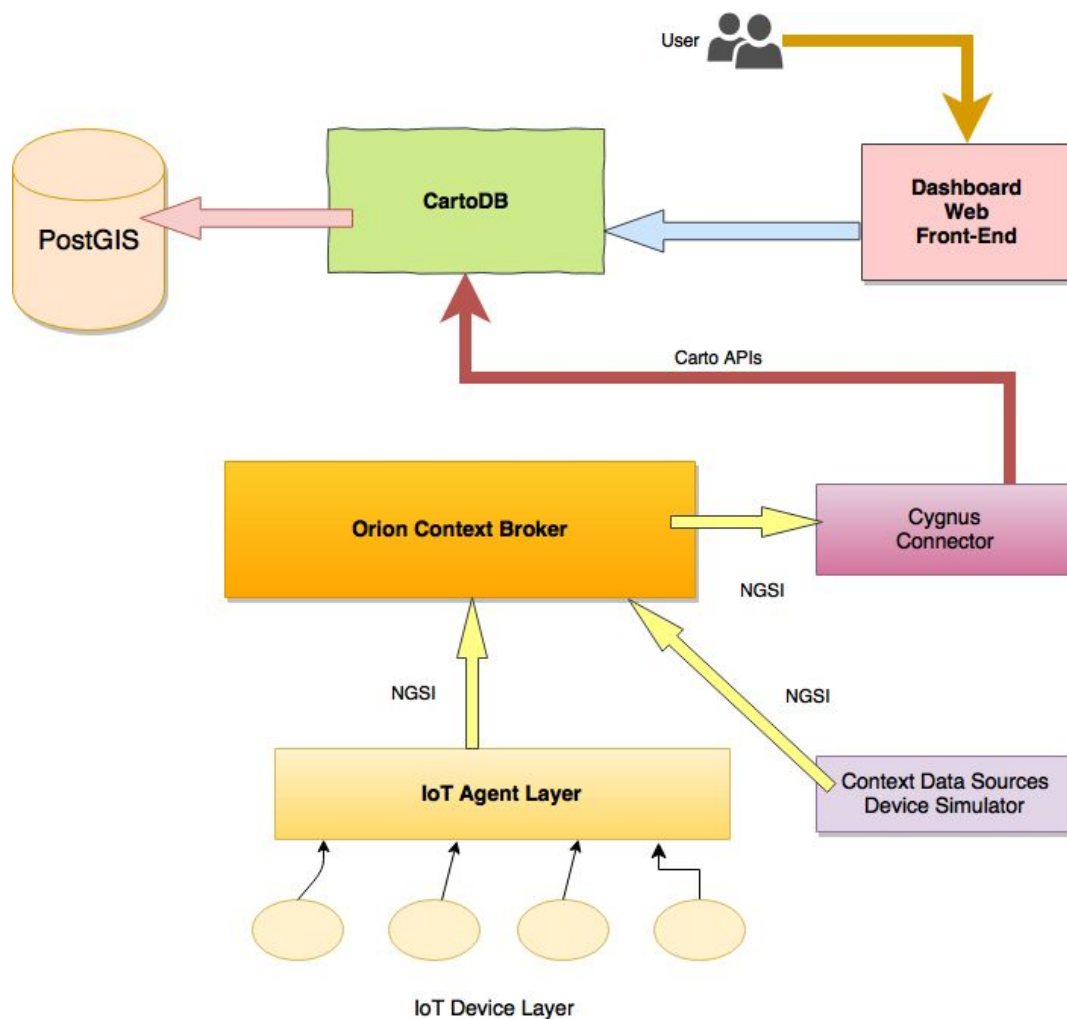 User
Dashboard
Web
Front-End
CartoDB
PostGIS
Carto APIs
Orion Context Broker
Cygnus
Connector
NGSI
NGSI
NGSI
IoT Agent Layer
Context Data Sources
Device Simulator
IoT Device Layer